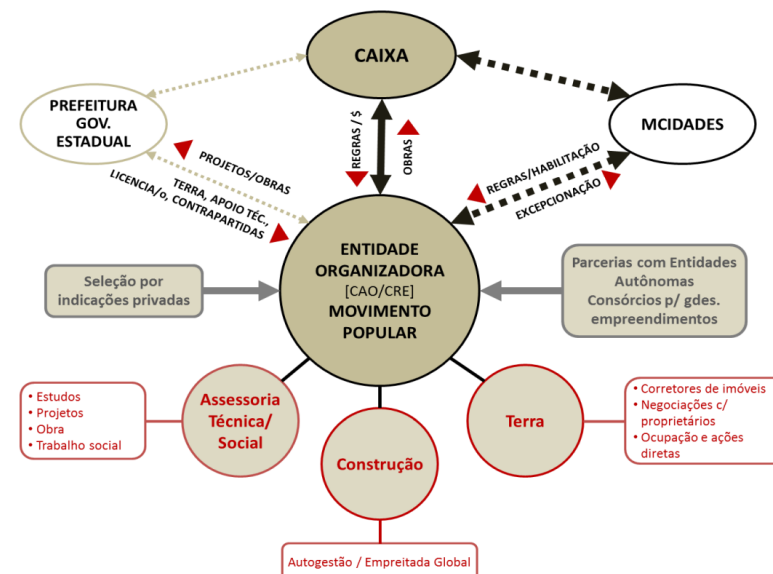 CAIXA
PREFEITURA
GOV.
ESTADUAL
MCIDADES
REGRAS / $
OBRAS
PROJETOS/OBRAS
TERRA, APOIO TÉC.,
LICENCIA/o, CONTRAPARTIDAS
REGRAS/HABILITAÇÃO
EXCEPCIONAÇÃO
ENTIDADE
ORGANIZADORA
[CAO/CRE]
MOVIMENTO
POPULAR
Seleção por
indicações privadas
Parcerias com Entidades
Autônomas
Consórcios p/ gdes.
empreendimentos
• Estudos
• Projetos
• Obra
• Trabalho social
Assessoria
Técnica/
Social
Construção
Terra
• Corretores de imóveis
• Negociações c/
proprietários
• Ocupação e ações
diretas
Autogestão / Empreitada Global